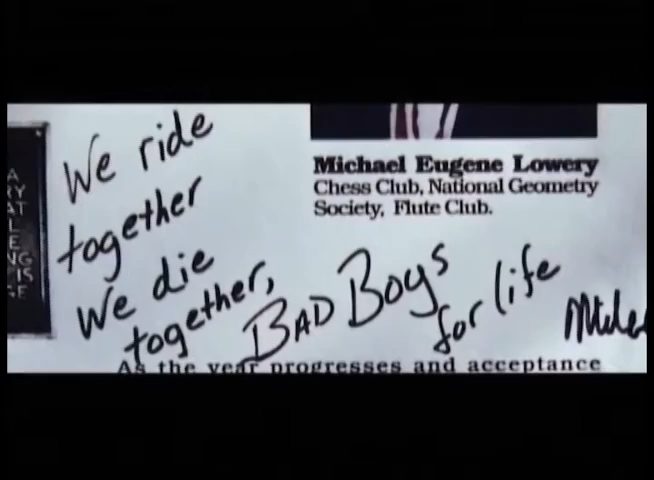 We ride
together
We die
together,
BAD BOYS
for life
Mike
Michael Eugene Lowery
Chess Club, National Geometry
Society, Flute Club.
As the year progresses and acceptance